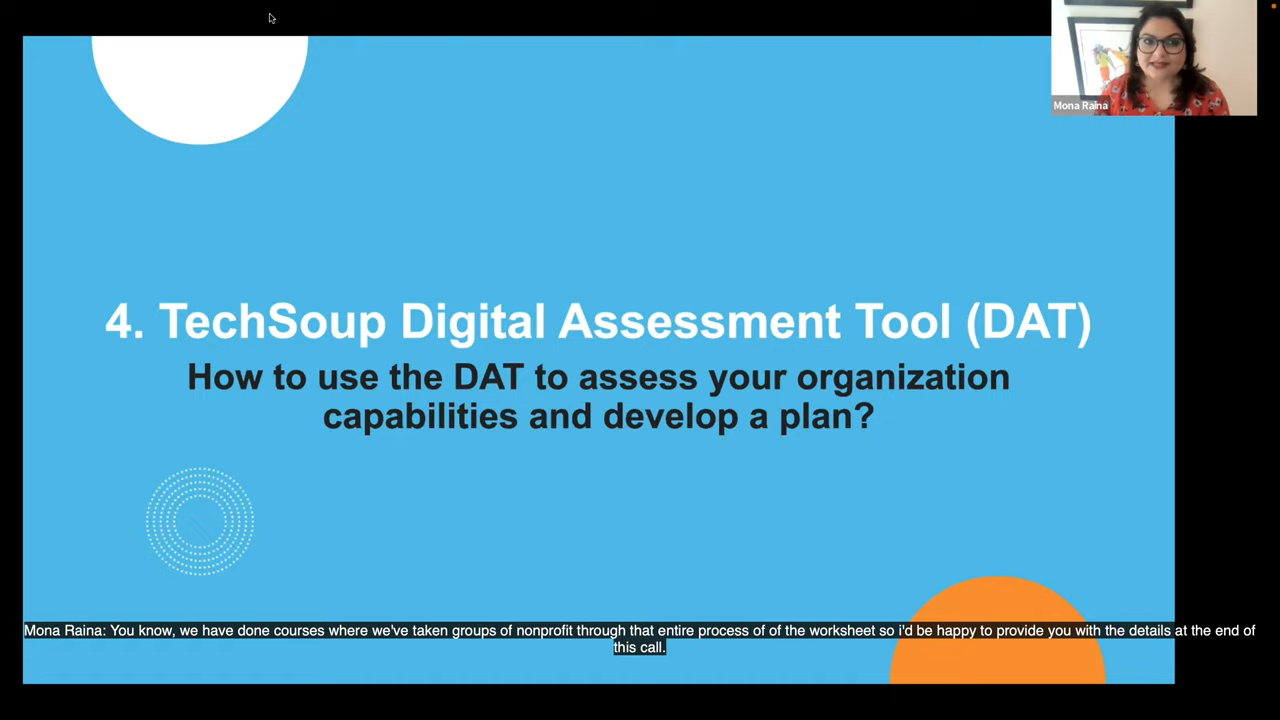 Mona Raina
4. TechSoup Digital Assessment Tool (DAT)
How to use the DAT to assess your organization
capabilities and develop a plan?
Mona Raina: You know, we have done courses where we've taken groups of nonprofit through that entire process of of the worksheet so i'd be happy to provide you with the details at the end of
this call.